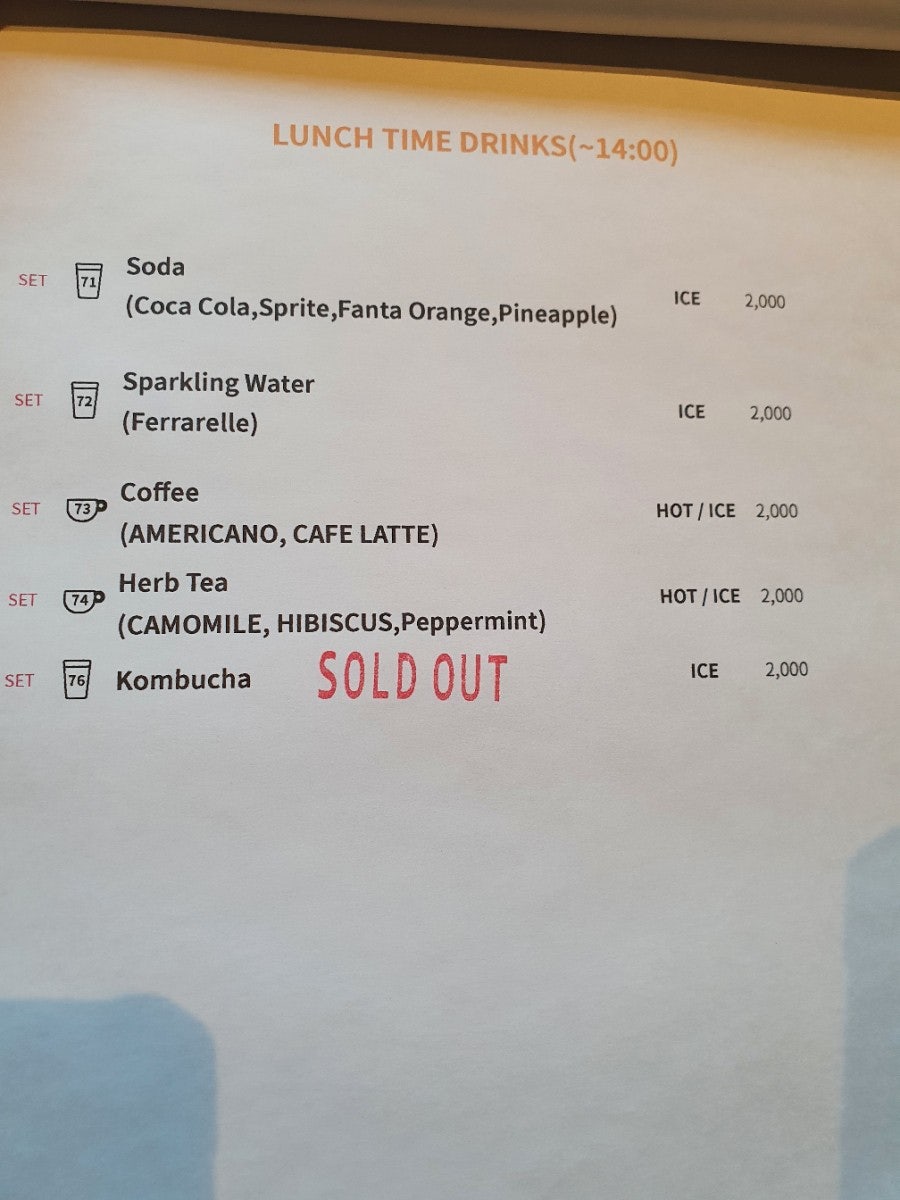 LUNCH TIME DRINKS(~14:00)
SET 71 Soda
(Coca Cola,Sprite,Fanta Orange,Pineapple) ICE 2,000
SET 72 Sparkling Water
(Ferrarelle) ICE 2,000
SET 73 Coffee
(AMERICANO, CAFE LATTE) HOT / ICE 2,000
SET 74 Herb Tea
(CAMOMILE, HIBISCUS,Peppermint) HOT / ICE 2,000
SET 76 Kombucha SOLD OUT ICE 2,000